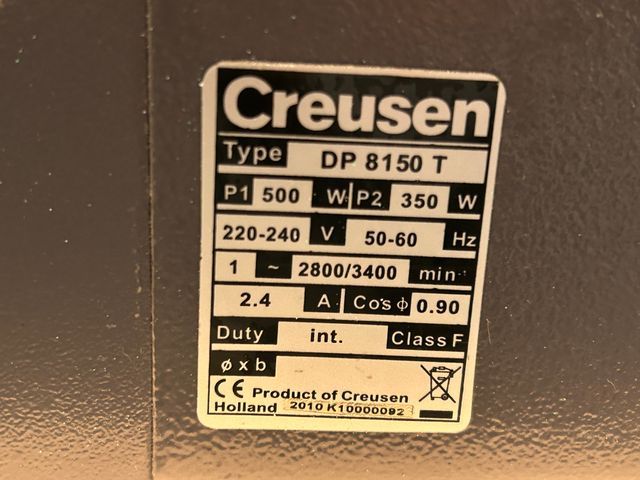 Creusen
Type DP 8150 T
P1 500 W P2 350 W
220-240 V 50-60 Hz
1 ~ 2800/3400 min
2.4 A Cos ϕ 0.90
Duty int. Class F
ø x b
CE Product of Creusen
Holland 2010 K10000092